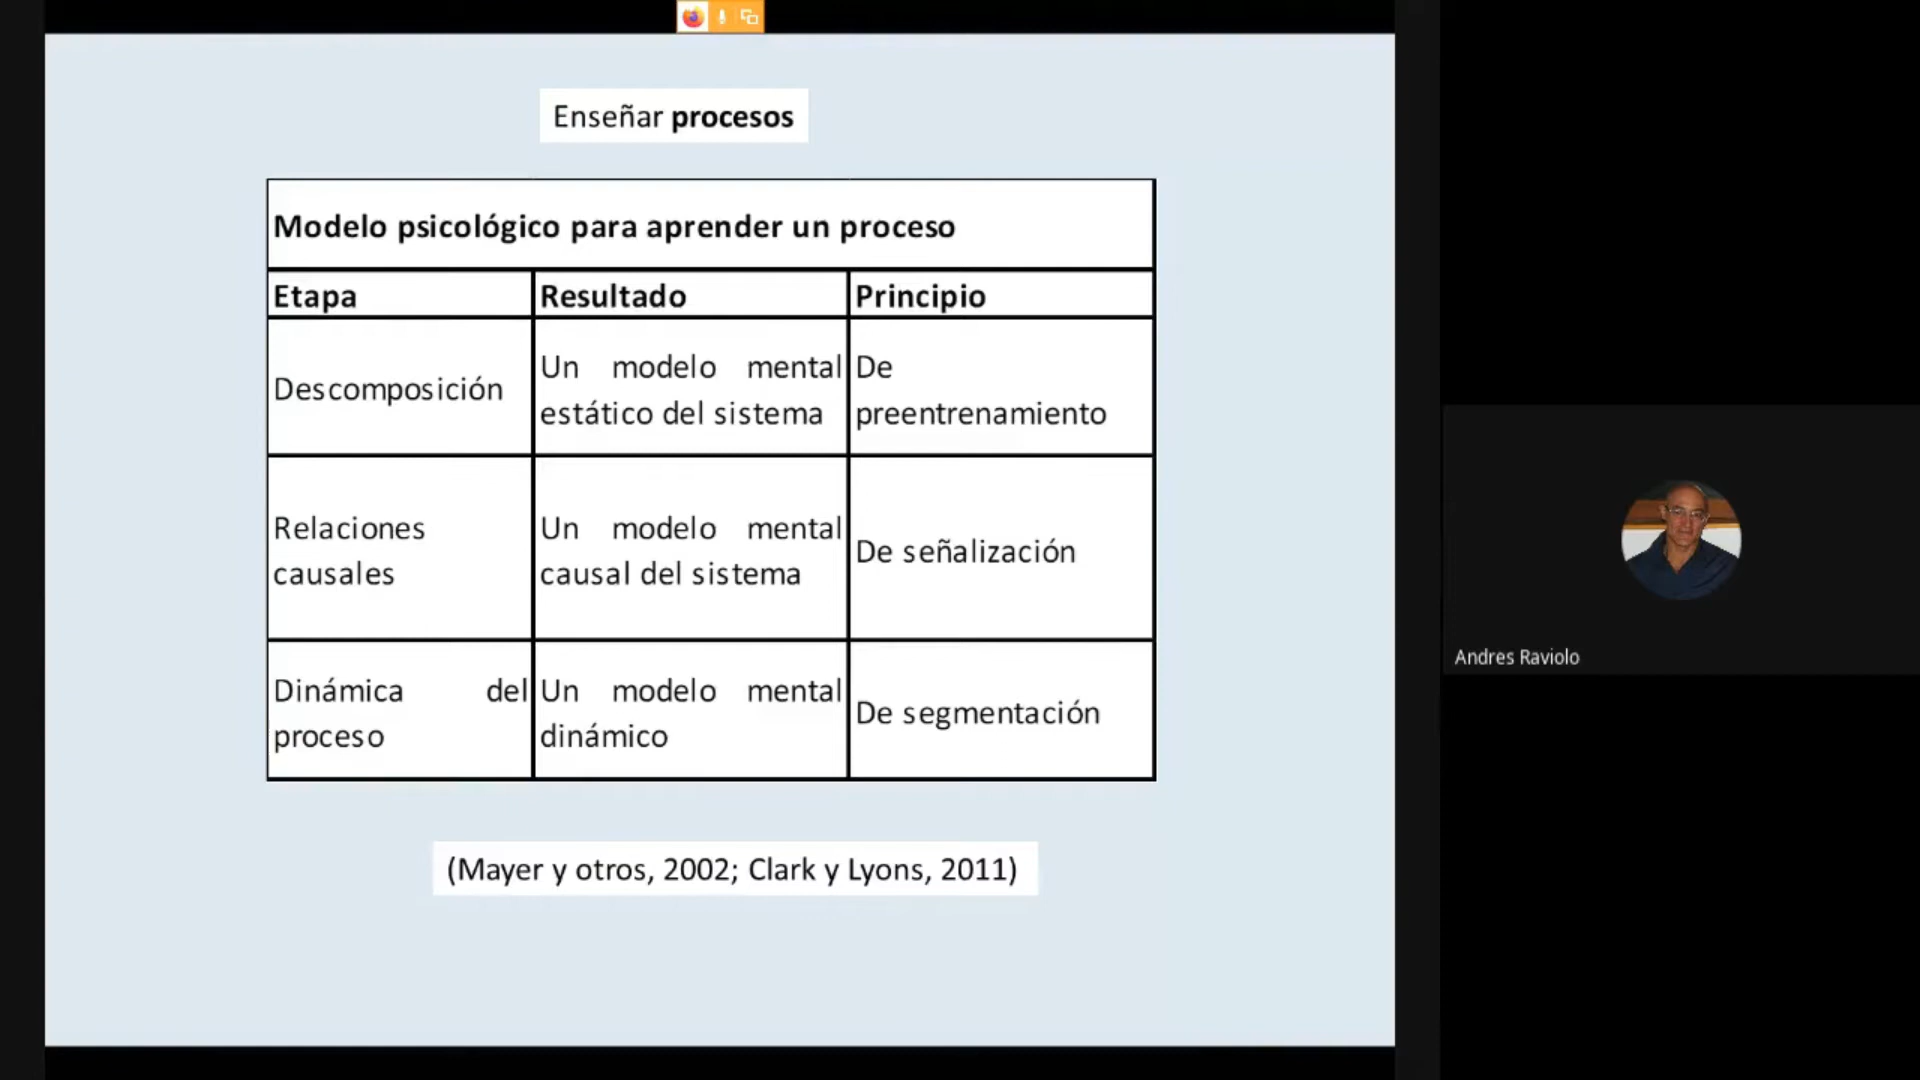 Enseñar procesos
Modelo psicológico para aprender un proceso
Etapa
Resultado
Principio
Descomposición
Un modelo mental
estático del sistema
De
preentrenamiento
Relaciones
causales
Un modelo mental
causal del sistema
De señalización
Dinámica del
proceso
Un modelo mental
dinámico
De segmentación
(Mayer y otros, 2002; Clark y Lyons, 2011)
Andres Raviolo